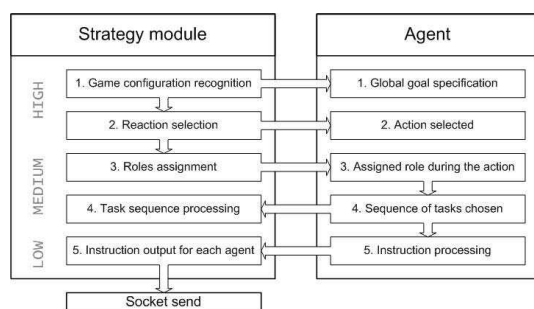 Strategy module
Agent
HIGH
1. Game configuration recognition
1. Global goal specification
2. Reaction selection
2. Action selected
MEDIUM
3. Roles assignment
3. Assigned role during the action
4. Task sequence processing
4. Sequence of tasks chosen
LOW
5. Instruction output for each agent
5. Instruction processing
Socket send